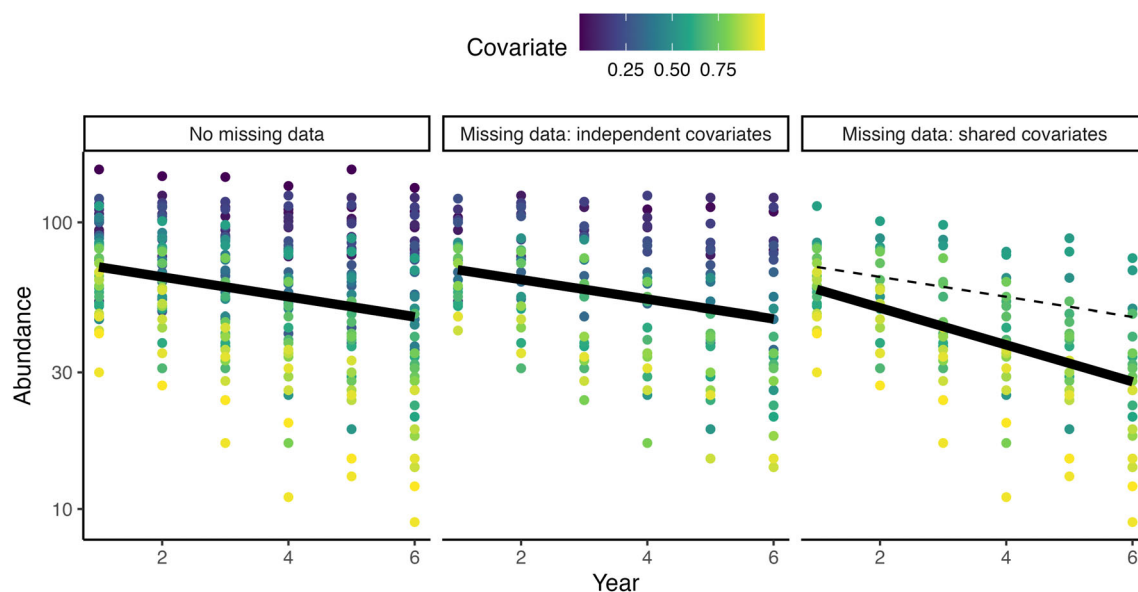 Covariate
0.25 0.50 0.75
No missing data
Missing data: independent covariates
Missing data: shared covariates
Abundance
100
30
10
2 4 6
2 4 6
2 4 6
Year